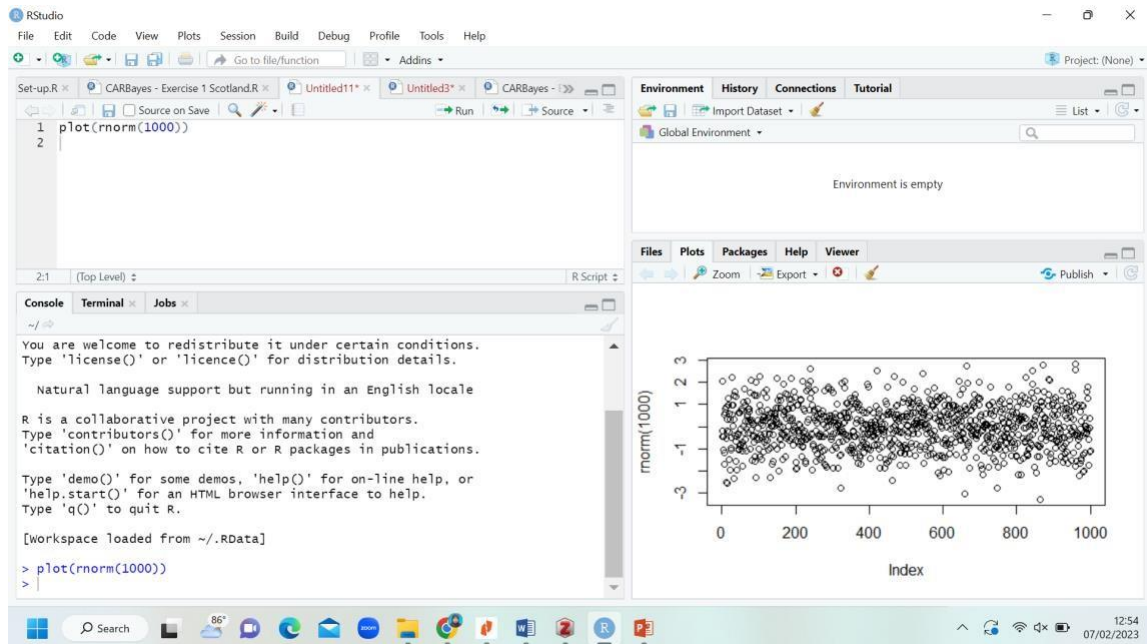 RStudio
File Edit Code View Plots Session Build Debug Profile Tools Help
Go to file/function Addins Project: (None)
Set-up.R CARBayes - Exercise 1 Scotland.R Untitled11* Untitled3* CARBayes -
Source on Save Run Source
1 plot(rnorm(1000))
2
2:1 (Top Level) R Script
Console Terminal Jobs
~/
You are welcome to redistribute it under certain conditions.
Type 'license()' or 'licence()' for distribution details.
Natural language support but running in an English locale
R is a collaborative project with many contributors.
Type 'contributors()' for more information and
'citation()' on how to cite R or R packages in publications.
Type 'demo()' for some demos, 'help()' for on-line help, or
'help.start()' for an HTML browser interface to help.
Type 'q()' to quit R.
[Workspace loaded from ~/.RData]
> plot(rnorm(1000))
>
Environment History Connections Tutorial
Import Dataset List
Global Environment
Environment is empty
Files Plots Packages Help Viewer
Zoom Export Publish
rnorm(1000)
3
2
1
-1
-3
0 200 400 600 800 1000
Index
Search 86° zoom 12:54
07/02/2023